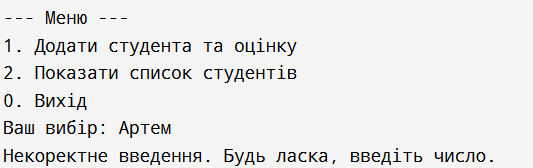 --- Меню ---
1. Додати студента та оцінку
2. Показати список студентів
0. Вихід
Ваш вибір: Артем
Некоректне введення. Будь ласка, введіть число.